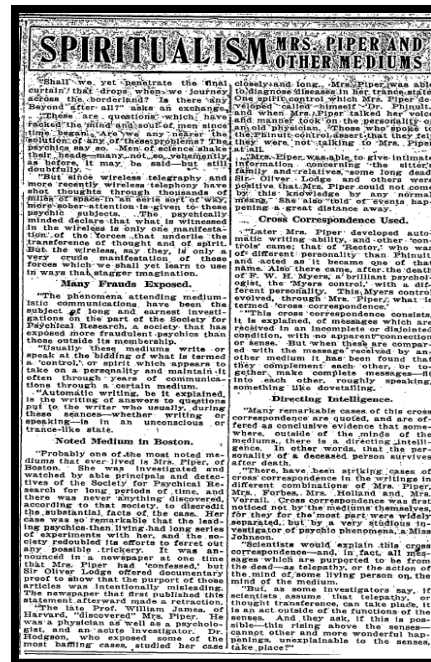 SPIRITUALISM MRS. PIPER AND
OTHER MEDIUMS
"Shall we yet penetrate the final
curtain that drops when we journey
across the borderland? Is there any
Beyond after all?" asks an exchange.
"These are questions which have
racked the mind and soul of men since
time began. Are we any nearer the
solution of any of these problems? The
psychics say so. Men of science shake
their heads—many not so vehemently
as before, it may be said—but still
doubtfully.
"But since wireless telegraphy and
more recently wireless telephony have
shot thoughts through thousands of
miles of space in an eerie sort of way,
more sober attention is given to these
psychic subjects. The psychically
minded declare that what is witnessed
in the wireless is only one manifesta-
tion of the forces that underlie the
transference of thought and of spirit.
But the wireless, say they, is only a
very crude manifestation of these
forces which we shall yet learn to use
in ways that stagger imagination.
Many Frauds Exposed.
"The phenomena attending medium-
istic communications have been the
subject of long and earnest investi-
gations on the part of the Society for
Psychical Research, a society that has
exposed more fraudulent psychics than
those outside its membership.
"Usually these mediums write or
speak at the bidding of what is termed
a 'control,' or spirit which appears to
take on a personality and maintain it
often through years of communica-
tions through a certain medium.
"Automatic writing, be it explained,
is the writing of answers to questions
put to the writer who usually, during
these seances—whether writing or
speaking—is in an unconscious or
trance-like state.
Noted Medium in Boston.
"Probably one of the most noted me-
diums that ever lived is Mrs. Piper, of
Boston. She was investigated and
watched by able principals and detec-
tives of the Society for Psychical Re-
search for long periods of time, and
there was never anything discovered,
according to that society, to discredit
the substantial facts of the case. Her
case was so remarkable that the lead-
ing psychics then living had long series
of experiments with her, and the so-
ciety redoubled its efforts to ferret out
any possible trickery. It was an-
nounced in a newspaper at one time
that Mrs. Piper had 'confessed,' but
Sir Oliver Lodge offered documentary
proof to show that the purport of those
articles was intentionally misleading.
The newspaper that first published the
statement afterward made a retraction.
"The late Prof. William James, of
Harvard, "discovered" Mrs. Piper. He
was a physician as well as a psycholo-
gist, and an acute investigator. Dr.
Hodgson, who exposed some of the
most baffling cases, studied her case
closely and long. Mrs. Piper was able
to diagnose diseases in her trance state.
One spirit control which Mrs. Piper de-
veloped called himself 'Dr. Phinuit,'
and when Mrs. Piper talked her voice
and manner took on the personality of
an old physician. Those who spoke to
the Phinuit control assert that they felt
they were not talking to Mrs. Piper
at all.
"Mrs. Piper was able to give intimate
information concerning the sitter's
family and relatives, some long dead.
Sir Oliver Lodge and others were
positive that Mrs. Piper could not come
by this knowledge by any normal
means. She also told of events hap-
pening a great distance away.
Cross Correspondence Used.
"Later Mrs. Piper developed auto-
matic writing ability, and other 'con-
trols' came; that of 'Rector,' who was
of different personality than Phinuit
and acted as it became one of that
name. Also there came, after the death
of F. W. H. Myers, a brilliant psychol-
ogist, the 'Myers control,' with a dif-
ferent personality. This Myers control
evolved, through Mrs. Piper, what is
termed 'cross correspondence.'
"This cross correspondence consists,
it is explained, of messages which are
received in an incomplete or disjointed
condition, with no apparent connection
or sense. But when these are compar-
ed with the message received by an-
other medium it has been found that
they complement each other, or to-
gether, make complete messages—fit
into each other, roughly speaking,
something like dovetailing.
Directing Intelligence.
"Many remarkable cases of this cross
correspondence are quoted, and are of-
fered as conclusive evidence that some-
where, outside of the minds of the
mediums, there is a directing intelli-
gence. In other words, that the per-
sonality of a deceased person survives
after death.
"There have been striking cases of
cross correspondence in the writings in
different combinations of Mrs. Piper,
Mrs. Forbes, Mrs. Holland and, Mrs.
Verrall. Cross correspondence was first
noticed not by the mediums themselves,
for they for the most part were widely
separated, but by a very studious in-
vestigator of psychic phenomena, a Miss
Johnson.
"Scientists would explain this cross
correspondence—and, in fact, all mes-
sages which are purported to be from
the dead—as telepathy, or the action of
the mind of some living person on the
mind of the medium.
"But, as some investigators say, if
scientists assume that telepathy, or
thought transference, can take place, it
is an act outside of the functions of the
senses. And they ask, if this is pos-
sible—this rising above the senses—
cannot other and more wonderful hap-
penings, unexplainable to the senses,
take place?"